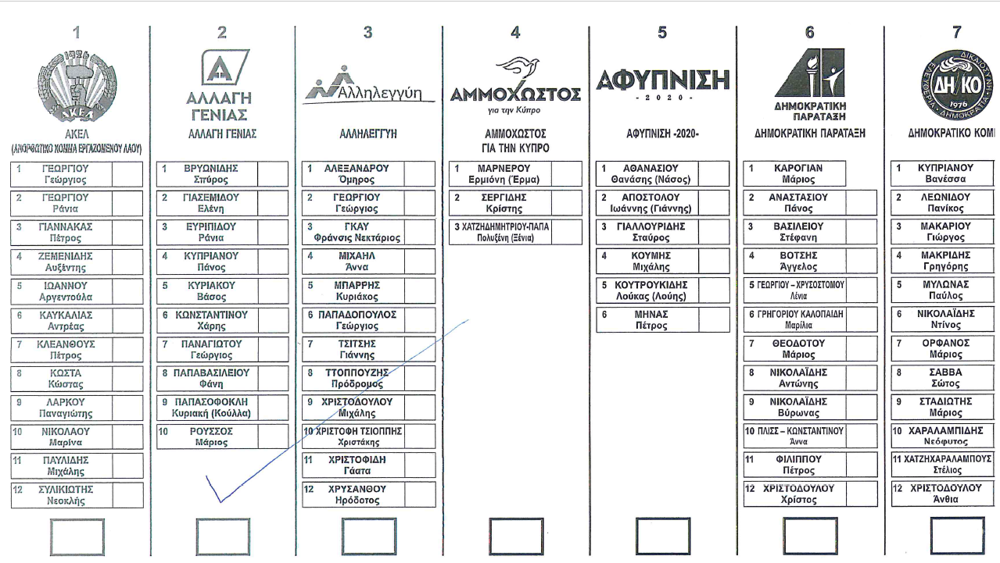 1
1926
ΑΚΕΛ
ΑΚΕΛ
(ΑΝΟΡΘΩΤΙΚΟ ΚΟΜΜΑ ΕΡΓΑΖΟΜΕΝΟΥ ΛΑΟΥ)
1 ΓΕΩΡΓΙΟΥ
Γεώργιος
2 ΓΕΩΡΓΙΟΥ
Ράνια
3 ΓΙΑΝΝΑΚΑΣ
Πέτρος
4 ΖΕΜΕΝΙΔΗΣ
Αυξέντης
5 ΙΩΑΝΝΟΥ
Αργεντούλα
6 ΚΑΥΚΑΛΙΑΣ
Αντρέας
7 ΚΛΕΑΝΘΟΥΣ
Πέτρος
8 ΚΩΣΤΑ
Κώστας
9 ΛΑΡΚΟΥ
Παναγιώτης
10 ΝΙΚΟΛΑΟΥ
Μαρίνα
11 ΠΑΥΛΙΔΗΣ
Μιχάλης
12 ΣΥΛΙΚΙΩΤΗΣ
Νεοκλής
2
Α
ΑΛΛΑΓΗ
ΓΕΝΙΑΣ
ΑΛΛΑΓΗ ΓΕΝΙΑΣ
1 ΒΡΥΩΝΙΔΗΣ
Σπύρος
2 ΓΙΑΣΕΜΙΔΟΥ
Ελένη
3 ΕΥΡΙΠΙΔΟΥ
Ράνια
4 ΚΥΠΡΙΑΝΟΥ
Πάνος
5 ΚΥΡΙΑΚΟΥ
Βάσος
6 ΚΩΝΣΤΑΝΤΙΝΟΥ
Χάρης
7 ΠΑΝΑΓΙΩΤΟΥ
Γεώργιος
8 ΠΑΠΑΒΑΣΙΛΕΙΟΥ
Φάνη
9 ΠΑΠΑΣΟΦΟΚΛΗ
Κυριακή (Κούλλα)
10 ΡΟΥΣΣΟΣ
Μάριος
3
Αλληλεγγύη
ΑΛΛΗΛΕΓΓΥΗ
1 ΑΛΕΞΑΝΔΡΟΥ
Όμηρος
2 ΓΕΩΡΓΙΟΥ
Γεώργιος
3 ΓΚΑΥ
Φράνσις Νεκτάριος
4 ΜΙΧΑΗΛ
Άννα
5 ΜΠΑΡΡΗΣ
Κυριάκος
6 ΠΑΠΑΔΟΠΟΥΛΟΣ
Γεώργιος
7 ΤΣΙΤΣΗΣ
Γιάννης
8 ΤΤΟΠΠΟΥΖΗΣ
Πρόδρομος
9 ΧΡΙΣΤΟΔΟΥΛΟΥ
Μιχάλης
10 ΧΡΙΣΤΟΦΗ ΤΣΙΟΠΠΗΣ
Χριστάκης
11 ΧΡΙΣΤΟΦΙΔΗ
Γάατα
12 ΧΡΥΣΑΝΘΟΥ
Ηρόδοτος
4
ΑΜΜΟΧΩΣΤΟΣ
για την Κύπρο
ΑΜΜΟΧΩΣΤΟΣ
ΓΙΑ ΤΗΝ ΚΥΠΡΟ
1 ΜΑΡΝΕΡΟΥ
Ερμιόνη (Έρμα)
2 ΣΕΡΓΙΔΗΣ
Κρίστης
3 ΧΑΤΖΗΔΗΜΗΤΡΙΟΥ-ΠΑΠΑ
Πολυξένη (Ξένια)
5
ΑΦΥΠΝΙΣΗ
- 2 0 2 0 -
ΑΦΥΠΝΙΣΗ -2020-
1 ΑΘΑΝΑΣΙΟΥ
Θανάσης (Νάσος)
2 ΑΠΟΣΤΟΛΟΥ
Ιωάννης (Γιάννης)
3 ΓΙΑΛΛΟΥΡΙΔΗΣ
Σταύρος
4 ΚΟΥΜΗΣ
Μιχάλης
5 ΚΟΥΤΡΟΥΚΙΔΗΣ
Λούκας (Λούης)
6 ΜΗΝΑΣ
Πέτρος
6
ΔΗΜΟΚΡΑΤΙΚΗ
ΠΑΡΑΤΑΞΗ
ΔΗΜΟΚΡΑΤΙΚΗ ΠΑΡΑΤΑΞΗ
1 ΚΑΡΟΓΙΑΝ
Μάριος
2 ΑΝΑΣΤΑΣΙΟΥ
Πάνος
3 ΒΑΣΙΛΕΙΟΥ
Στέφανη
4 ΒΟΤΣΗΣ
Άγγελος
5 ΓΕΩΡΓΙΟΥ – ΧΡΥΣΟΣΤΟΜΟΥ
Λένια
6 ΓΡΗΓΟΡΙΟΥ ΚΑΛΟΠΑΙΔΗ
Μαρίλια
7 ΘΕΟΔΟΤΟΥ
Μάριος
8 ΝΙΚΟΛΑΪΔΗΣ
Αντώνης
9 ΝΙΚΟΛΑΪΔΗΣ
Βύρωνας
10 ΠΛΙΣΣ – ΚΩΝΣΤΑΝΤΙΝΟΥ
Άννα
11 ΦΙΛΙΠΠΟΥ
Πέτρος
12 ΧΡΙΣΤΟΔΟΥΛΟΥ
Χρίστος
7
ΕΛΕΥΘΕΡΙΑ ΔΗΜΟΚΡΑΤΙΑ ΔΙΚΑΙΟΣΥΝΗ
ΔΗ ΚΟ
1976
ΔΗΜΟΚΡΑΤΙΚΟ ΚΟΜ
1 ΚΥΠΡΙΑΝΟΥ
Βανέσσα
2 ΛΕΩΝΙΔΟΥ
Πανίκος
3 ΜΑΚΑΡΙΟΥ
Γιώργος
4 ΜΑΚΡΙΔΗΣ
Γρηγόρης
5 ΜΥΛΩΝΑΣ
Παύλος
6 ΝΙΚΟΛΑΪΔΗΣ
Ντίνος
7 ΟΡΦΑΝΟΣ
Μάριος
8 ΣΑΒΒΑ
Σώτος
9 ΣΤΑΔΙΩΤΗΣ
Μάριος
10 ΧΑΡΑΛΑΜΠΙΔΗΣ
Νεόφυτος
11 ΧΑΤΖΗΧΑΡΑΛΑΜΠΟΥΣ
Στέλιος
12 ΧΡΙΣΤΟΔΟΥΛΟΥ
Άνθια